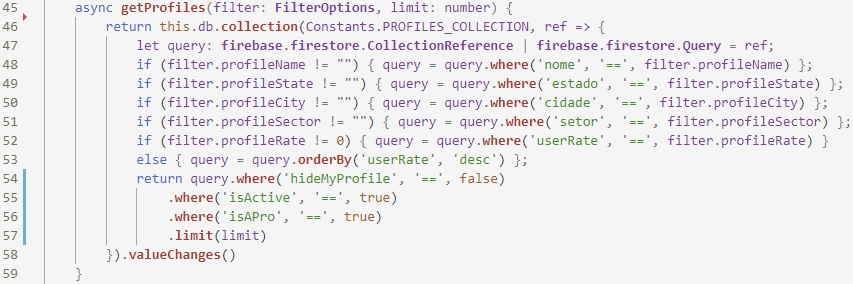 45 async getProfiles(filter: FilterOptions, limit: number) {
46 return this.db.collection(Constants.PROFILES_COLLECTION, ref => {
47 let query: firebase.firestore.CollectionReference | firebase.firestore.Query = ref;
48 if (filter.profileName != "") { query = query.where('nome', '==', filter.profileName) };
49 if (filter.profileState != "") { query = query.where('estado', '==', filter.profileState) };
50 if (filter.profileCity != "") { query = query.where('cidade', '==', filter.profileCity) };
51 if (filter.profileSector != "") { query = query.where('setor', '==', filter.profileSector) };
52 if (filter.profileRate != 0) { query = query.where('userRate', '==', filter.profileRate) }
53 else { query = query.orderBy('userRate', 'desc') };
54 return query.where('hideMyProfile', '==', false)
55 .where('isActive', '==', true)
56 .where('isAPro', '==', true)
57 .limit(limit)
58 }).valueChanges()
59 }